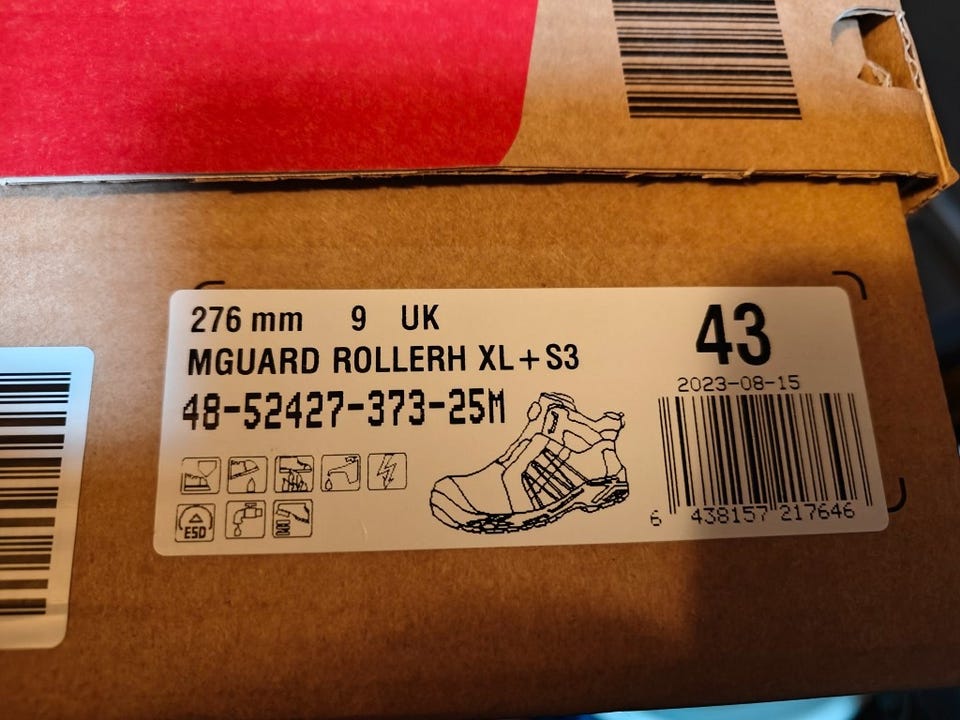 276 mm 9 UK
43
MGUARD ROLLERH XL+S3
2023-08-15
48-52427-373-25M
ESD
6 438157 217646